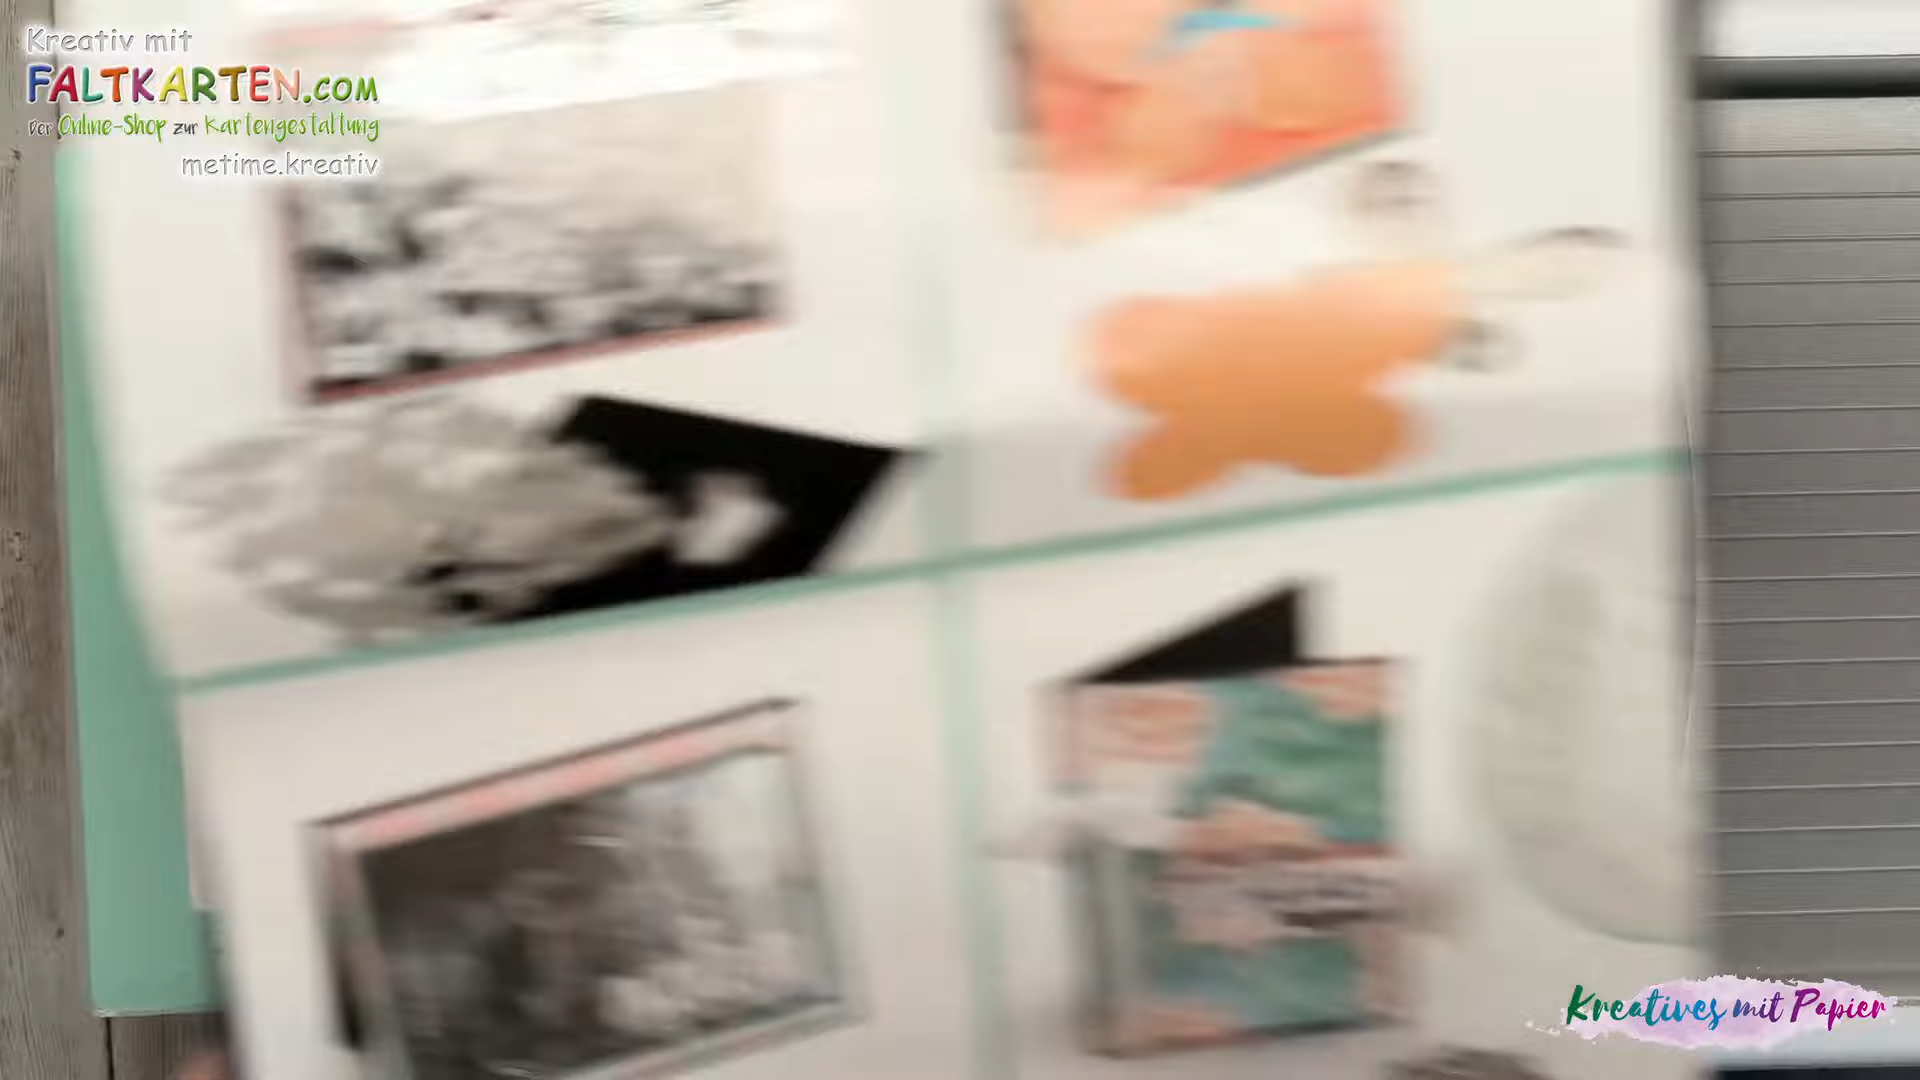 Kreativ mit
FALTKARTEN.COM
Der Online-Shop zur Kartengestaltung
metime.kreativ
Kreatives mit Papier